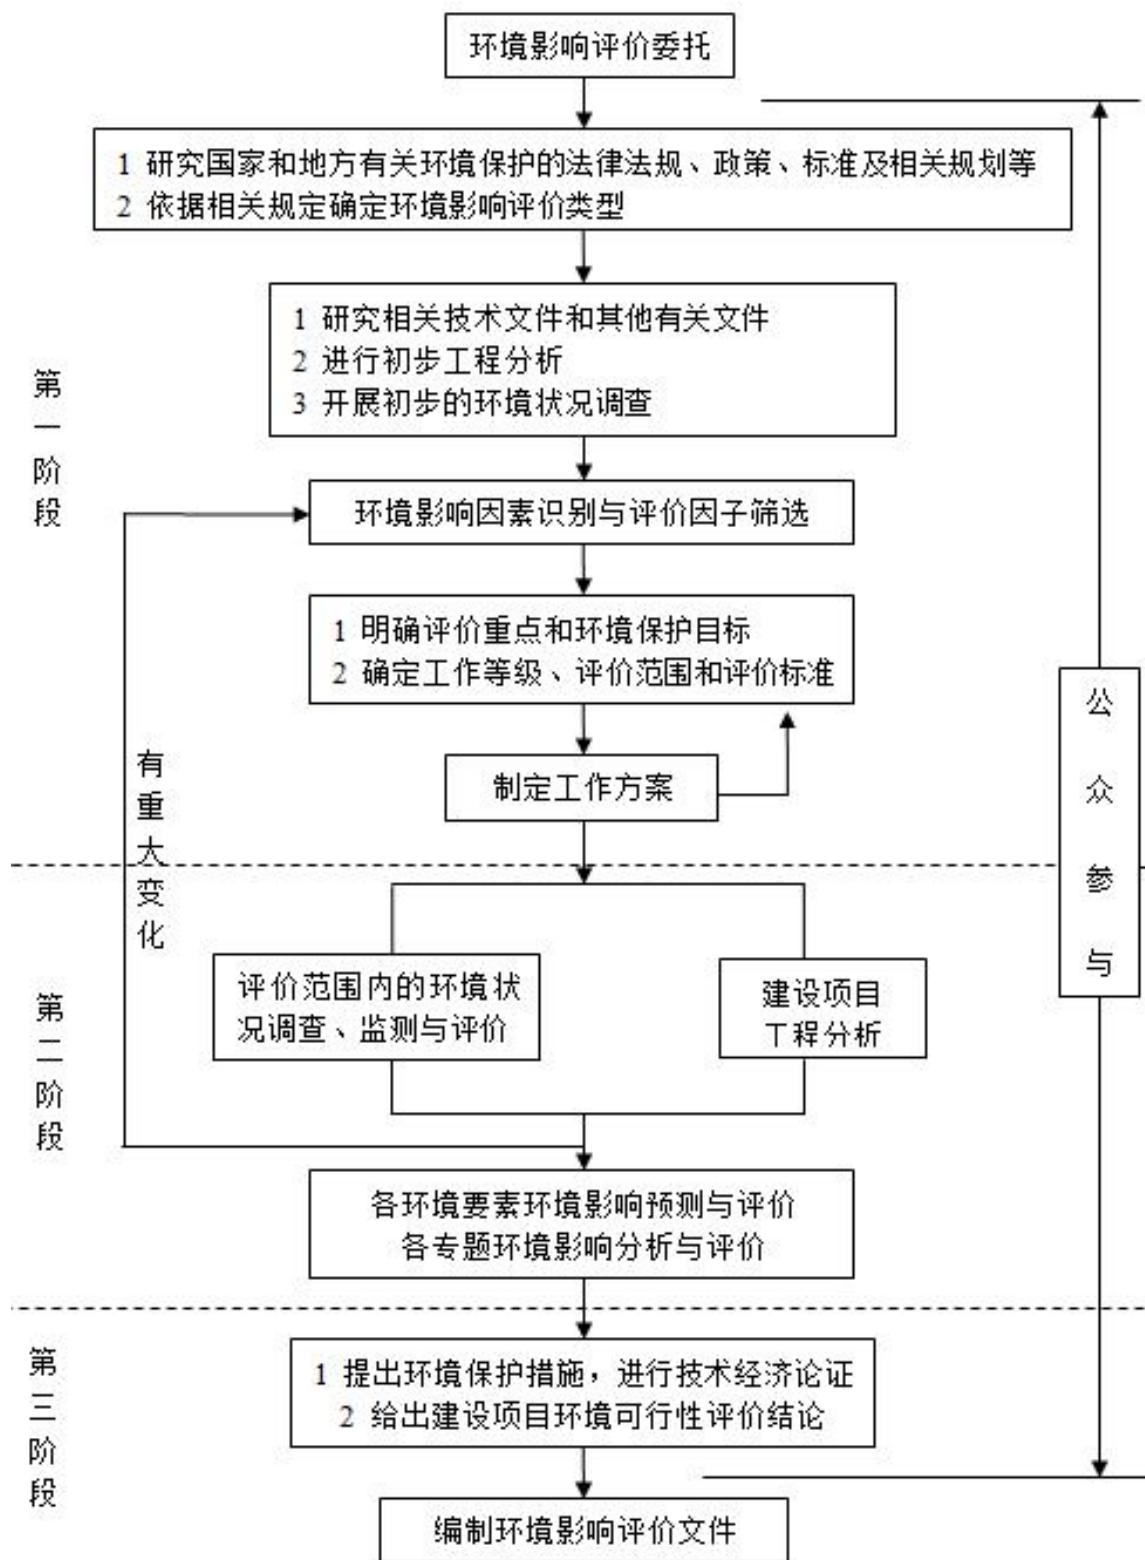 环境影响评价委托
1 研究国家和地方有关环境保护的法律法规、政策、标准及相关规划等
2 依据相关规定确定环境影响评价类型
1 研究相关技术文件和其他有关文件
2 进行初步工程分析
3 开展初步的环境状况调查
第一阶段
环境影响因素识别与评价因子筛选
1 明确评价重点和环境保护目标
2 确定工作等级、评价范围和评价标准
制定工作方案
有重大变化
公众参与
第二阶段
评价范围内的环境状
况调查、监测与评价
建设项目
工程分析
各环境要素环境影响预测与评价
各专题环境影响分析与评价
第三阶段
1 提出环境保护措施，进行技术经济论证
2 给出建设项目环境可行性评价结论
编制环境影响评价文件